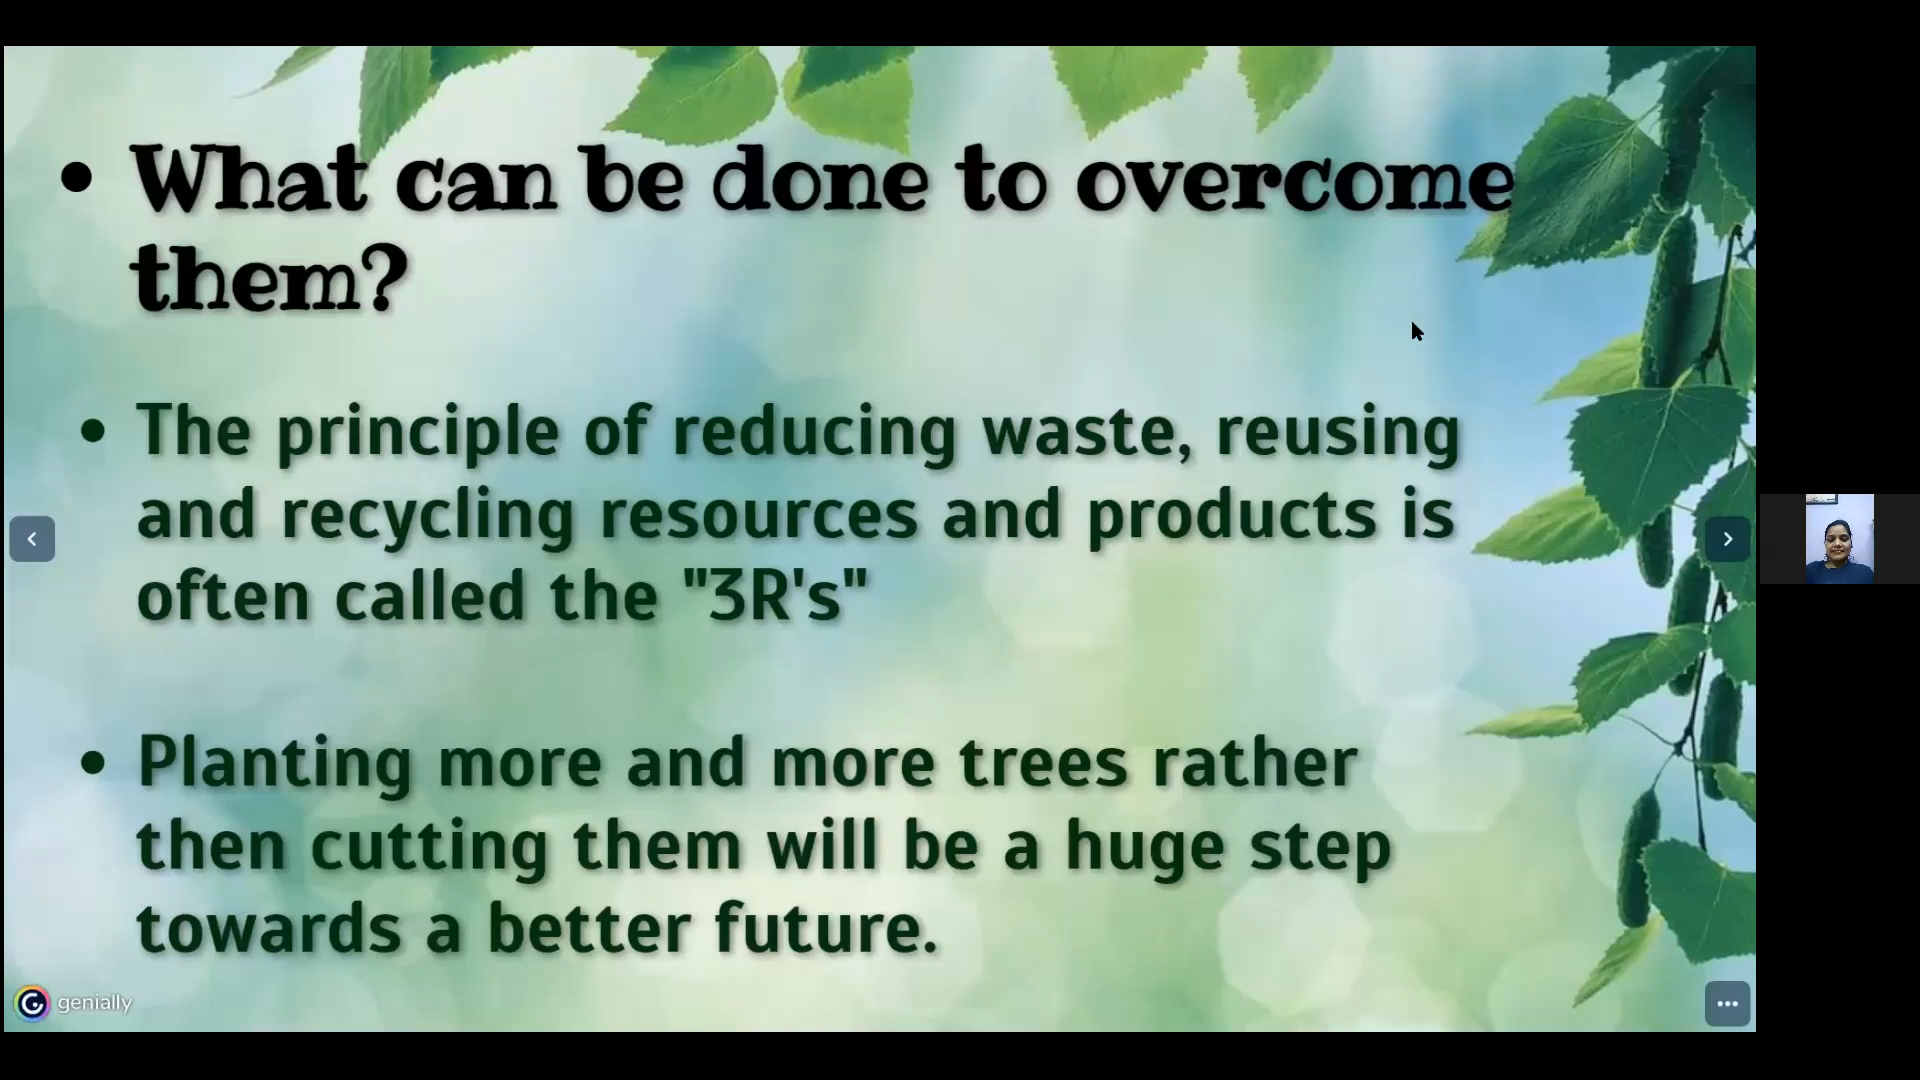 • What can be done to overcome
them?
• The principle of reducing waste, reusing
and recycling resources and products is
often called the "3R's"
• Planting more and more trees rather
then cutting them will be a huge step
towards a better future.
genially